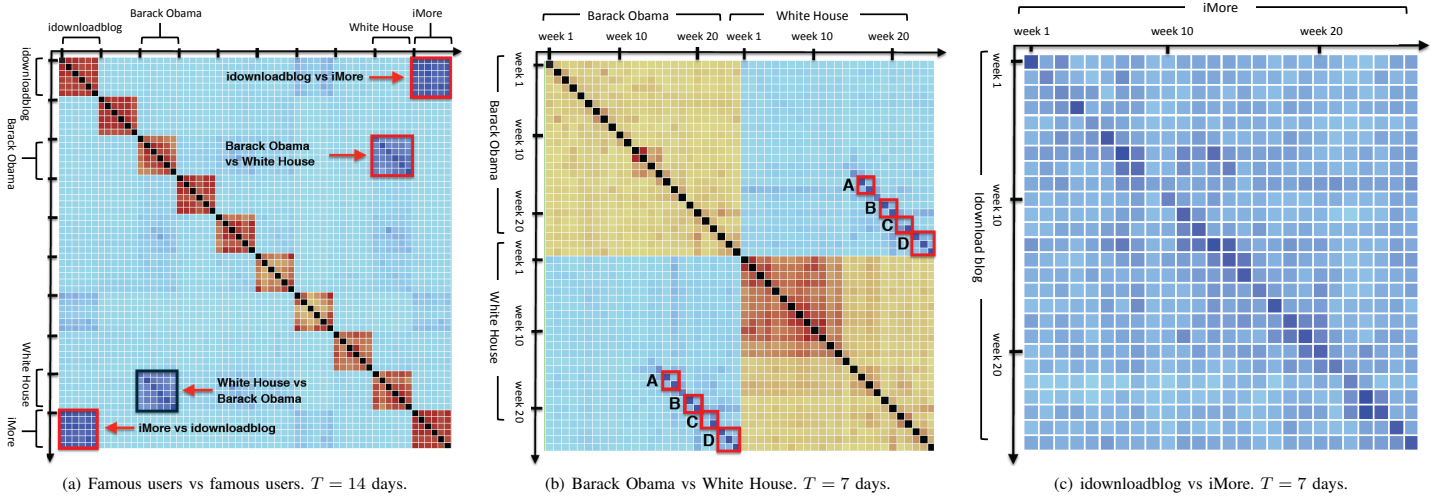 Barack Obama
iMore
idownloadblog
White House
idownloadblog
Barack Obama
White House
iMore
idownloadblog vs iMore
Barack Obama
vs White House
White House vs
Barack Obama
iMore vs idownloadblog
(a) Famous users vs famous users. T = 14 days.
Barack Obama
White House
week 1
week 10
week 20
week 1
week 10
week 20
week 1
week 10
week 20
week 1
week 10
week 20
Barack Obama
White House
A
B
C
D
A
B
C
D
(b) Barack Obama vs White House. T = 7 days.
iMore
week 1
week 10
week 20
week 1
week 10
week 20
Idownload blog
(c) idownloadblog vs iMore. T = 7 days.